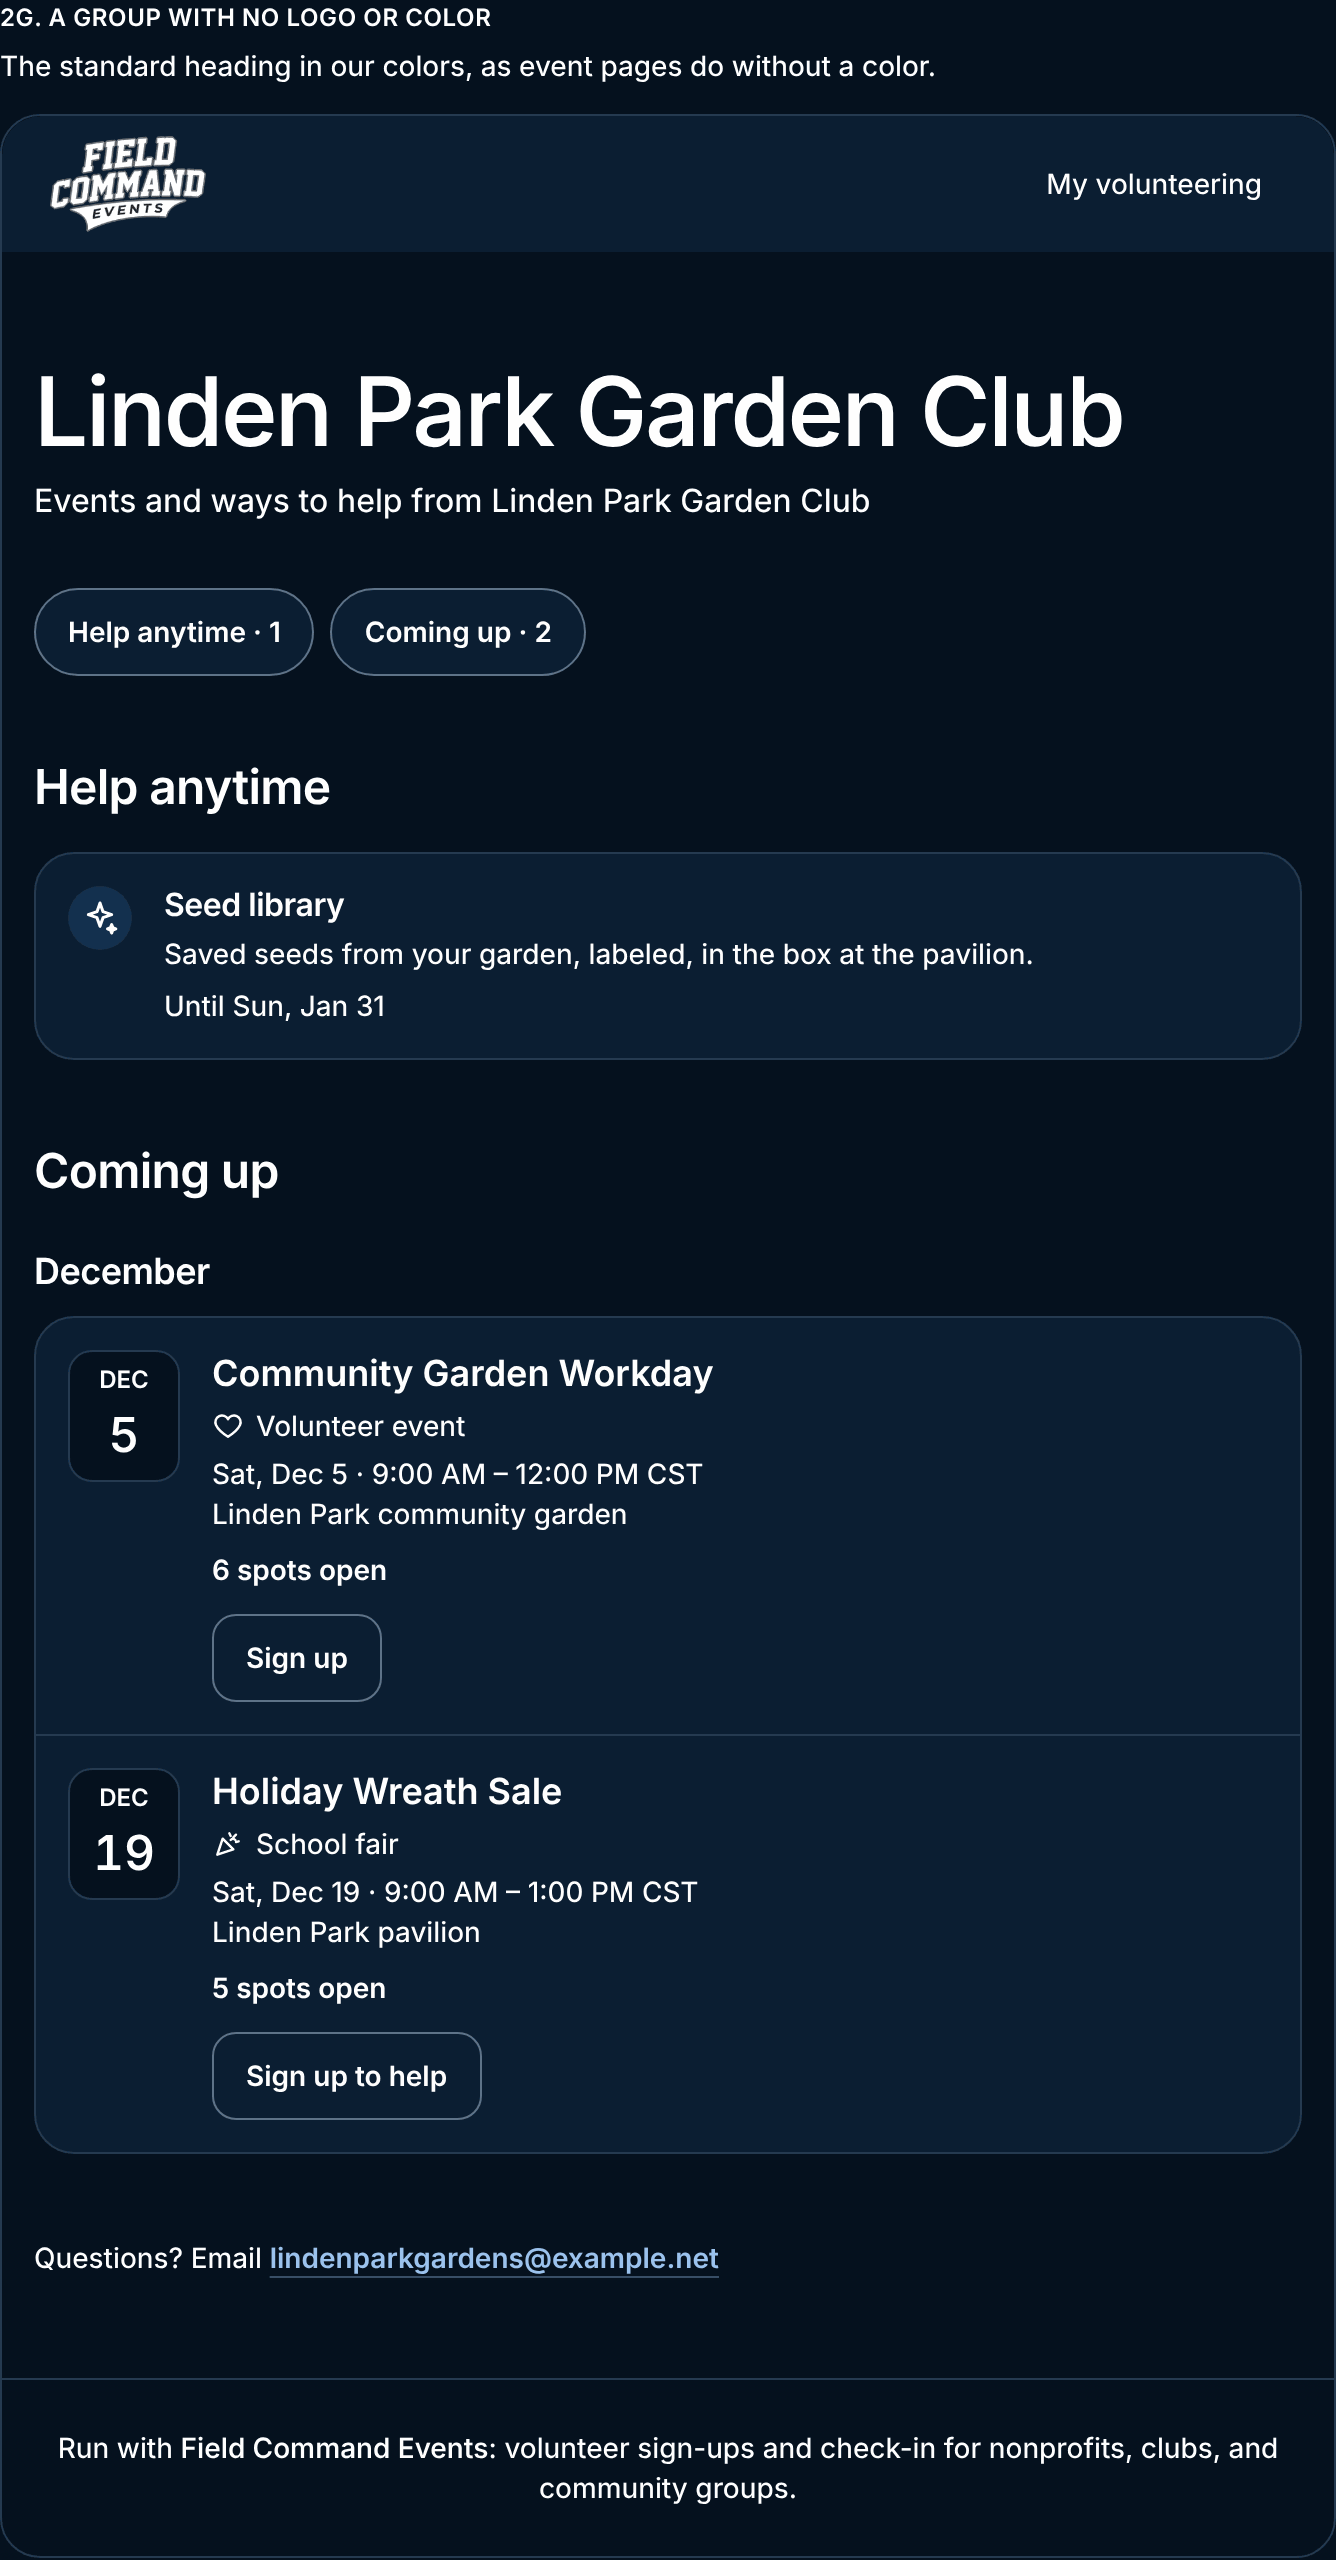 2G. A GROUP WITH NO LOGO OR COLOR
The standard heading in our colors, as event pages do without a color.
FIELD
COMMAND
EVENTS
My volunteering
Linden Park Garden Club
Events and ways to help from Linden Park Garden Club
Help anytime · 1
Coming up · 2
Help anytime
Seed library
Saved seeds from your garden, labeled, in the box at the pavilion.
Until Sun, Jan 31
Coming up
December
DEC
5
Community Garden Workday
Volunteer event
Sat, Dec 5 · 9:00 AM – 12:00 PM CST
Linden Park community garden
6 spots open
Sign up
DEC
19
Holiday Wreath Sale
School fair
Sat, Dec 19 · 9:00 AM – 1:00 PM CST
Linden Park pavilion
5 spots open
Sign up to help
Questions? Email lindenparkgardens@example.net
Run with Field Command Events: volunteer sign-ups and check-in for nonprofits, clubs, and
community groups.